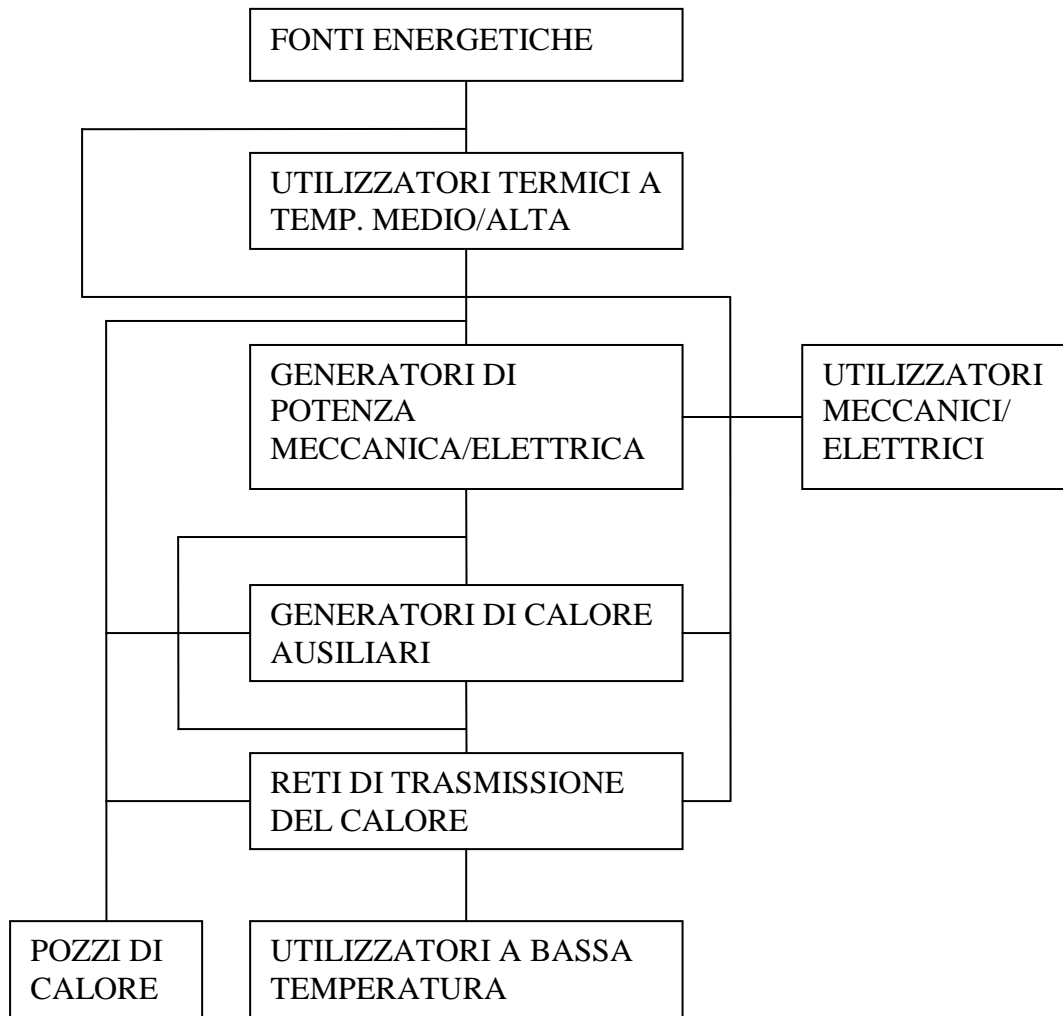 FONTI ENERGETICHE
UTILIZZATORI TERMICI A
TEMP. MEDIO/ALTA
GENERATORI DI
POTENZA
MECCANICA/ELETTRICA
UTILIZZATORI
MECCANICI/
ELETTRICI
GENERATORI DI CALORE
AUSILIARI
RETI DI TRASMISSIONE
DEL CALORE
POZZI DI
CALORE
UTILIZZATORI A BASSA
TEMPERATURA